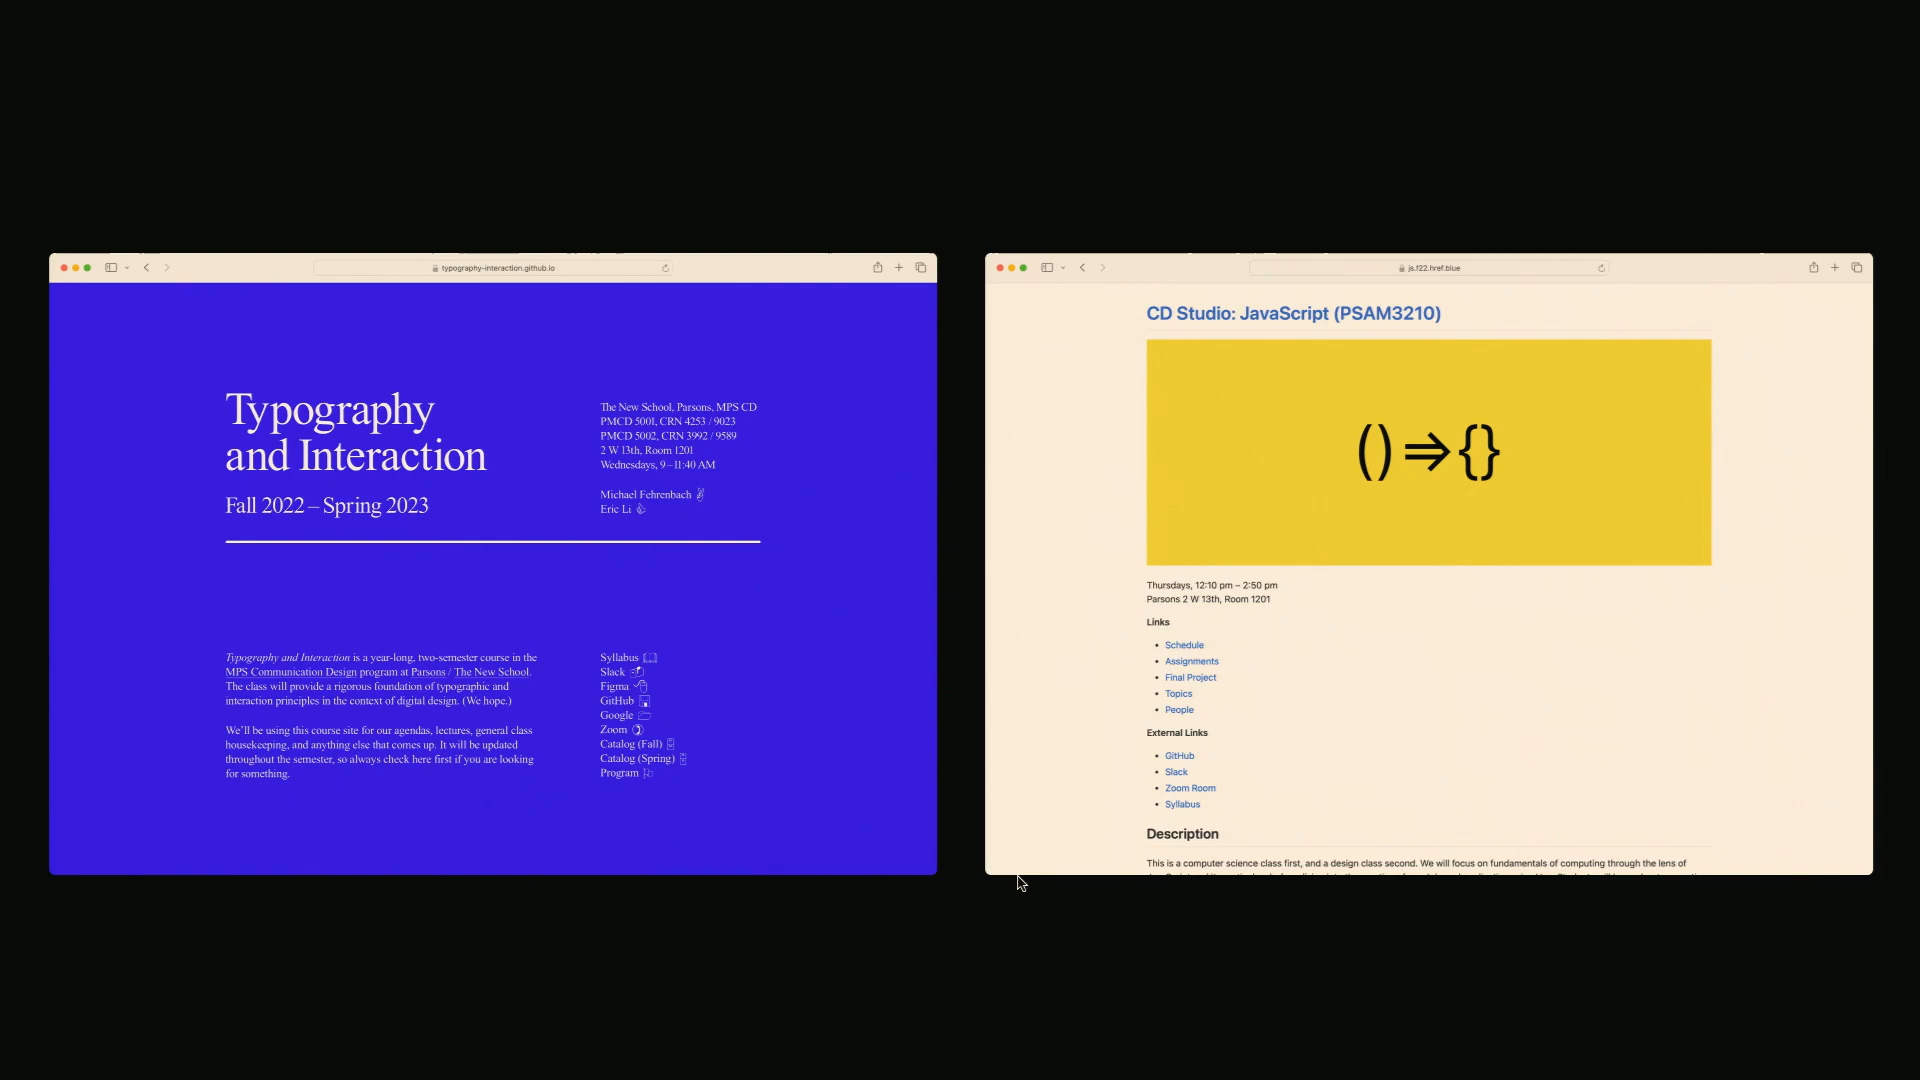 typography-interaction.github.io
Typography
and Interaction
Fall 2022 – Spring 2023
The New School, Parsons, MPS CD
PMCD 5001, CRN 4253 / 9023
PMCD 5002, CRN 3992 / 9589
2 W 13th, Room 1201
Wednesdays, 9 – 11:40 AM
Michael Fehrenbach
Eric Li
Typography and Interaction is a year-long, two-semester course in the
MPS Communication Design program at Parsons / The New School.
The class will provide a rigorous foundation of typographic and
interaction principles in the context of digital design. (We hope.)
We’ll be using this course site for our agendas, lectures, general class
housekeeping, and anything else that comes up. It will be updated
throughout the semester, so always check here first if you are looking
for something.
Syllabus
Slack
Figma
GitHub
Google
Zoom
Catalog (Fall)
Catalog (Spring)
Program
js.f22.href.blue
CD Studio: JavaScript (PSAM3210)
() ⇒ {}
Thursdays, 12:10 pm – 2:50 pm
Parsons 2 W 13th, Room 1201
Links
• Schedule
• Assignments
• Final Project
• Topics
• People
External Links
• GitHub
• Slack
• Zoom Room
• Syllabus
Description
This is a computer science class first, and a design class second. We will focus on fundamentals of computing through the lens of